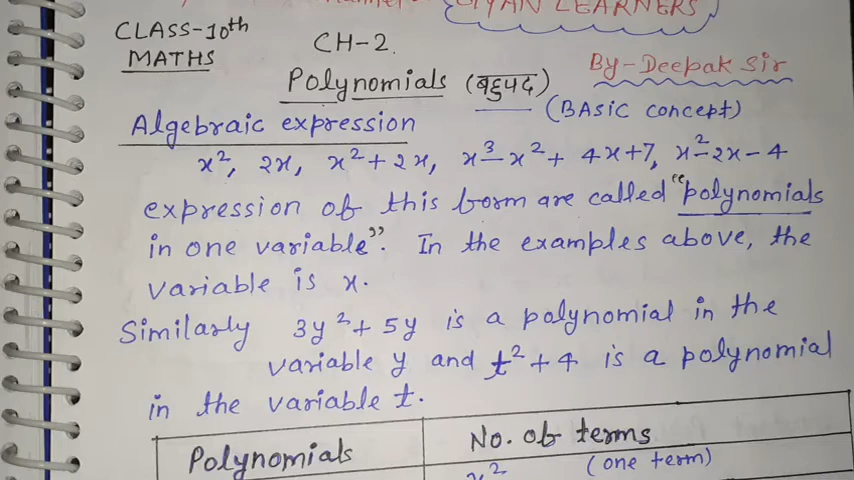 GYAN LEARNERS
CLASS-10th
MATHS
CH-2.
Polynomials (बहुपद)
By-Deepak Sir
(BASIC concept)
Algebraic expression
x², 2x, x²+2x, x³-x²+4x+7, x²-2x-4
expression of this form are called "polynomials
in one variable". In the examples above, the
variable is x.
Similarly 3y²+5y is a polynomial in the
variable y and t²+4 is a polynomial
in the variable t.
Polynomials
No. of terms
x² (one term)